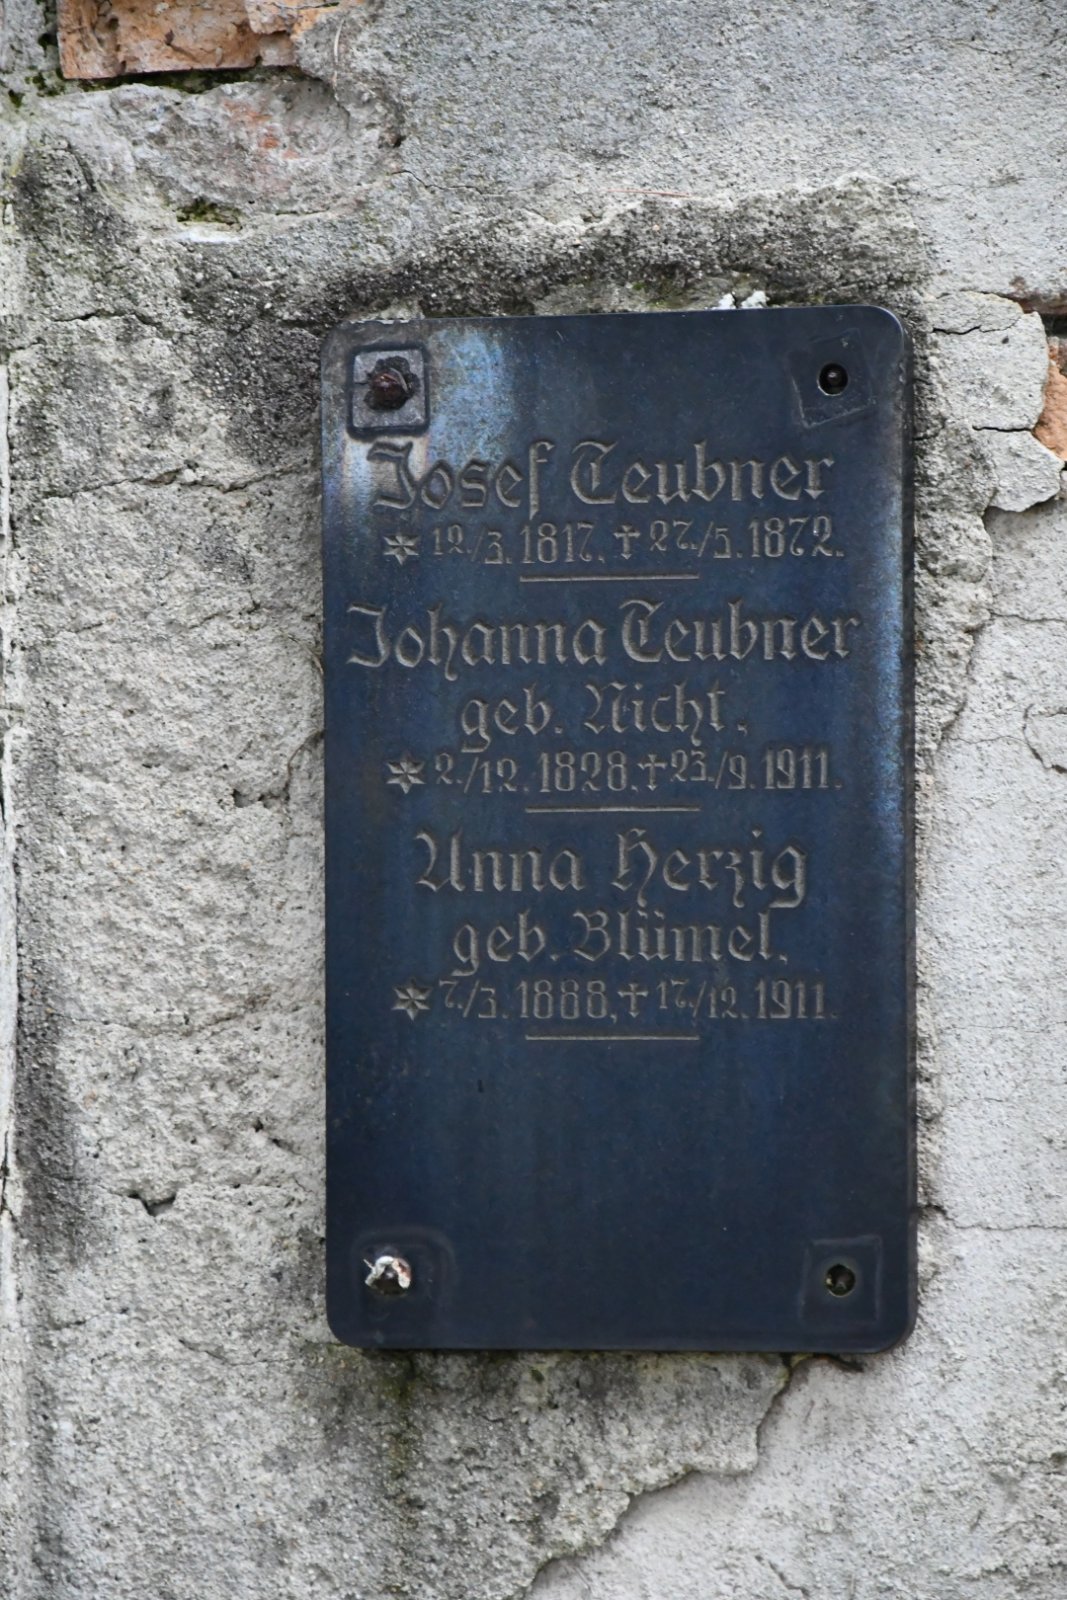 Josef Teubner
* 12./3. 1817. † 27./5. 1872.
Johanna Teubner
geb. Nicht.
* 2./12. 1828. † 23./9. 1911.
Anna Herzig
geb. Blümel.
* 7./3. 1888. † 17./12. 1911.